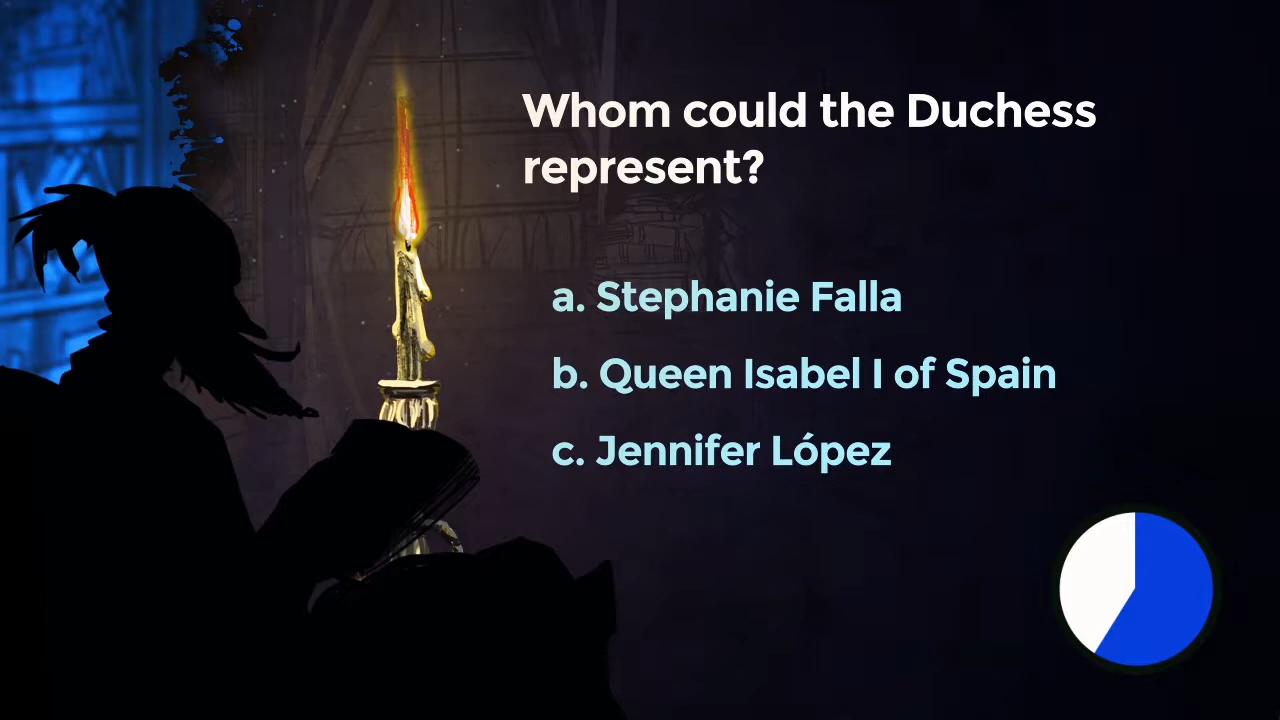 Whom could the Duchess
represent?
a. Stephanie Falla
b. Queen Isabel I of Spain
c. Jennifer López